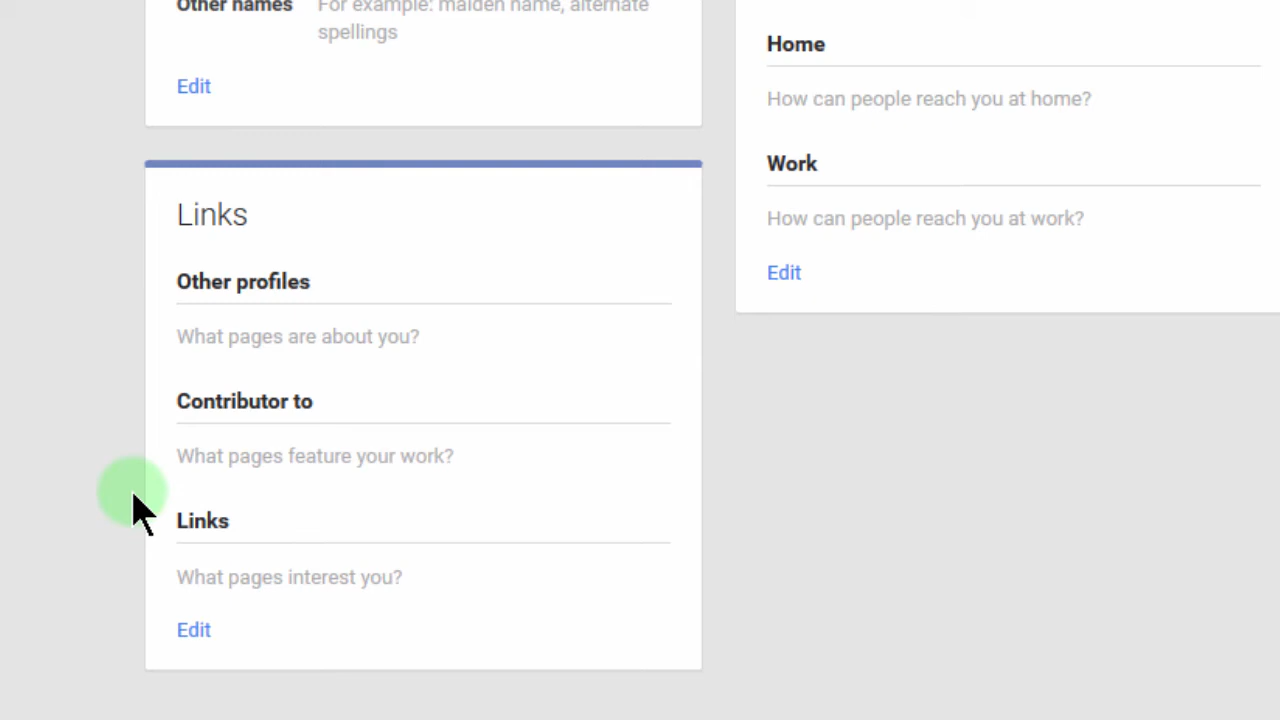 Other names For example: maiden name, alternate
spellings
Edit
Links
Other profiles
What pages are about you?
Contributor to
What pages feature your work?
Links
What pages interest you?
Edit
Home
How can people reach you at home?
Work
How can people reach you at work?
Edit